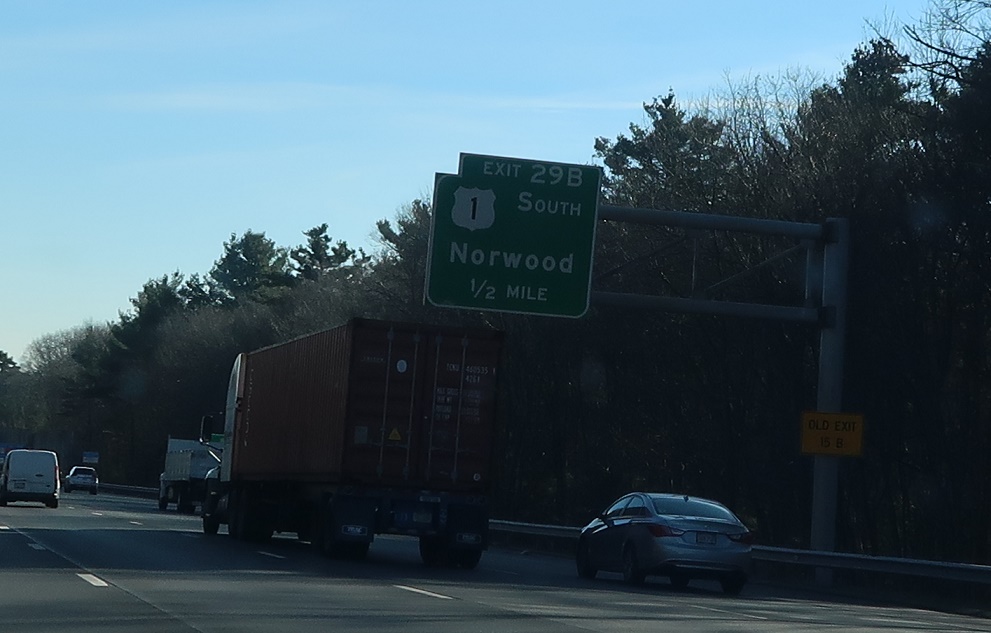 EXIT 29B
1 SOUTH
Norwood
1/2 MILE
OLD EXIT
15 B